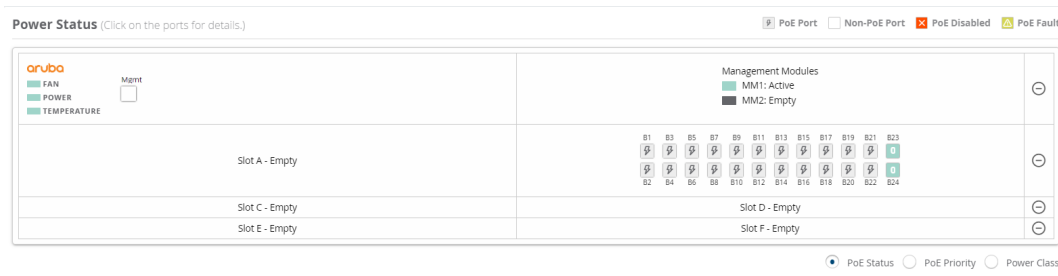 Power Status (Click on the ports for details.)
PoE Port Non-PoE Port PoE Disabled PoE Fault
aruba
FAN
POWER
TEMPERATURE
Mgmt
Management Modules
MM1: Active
MM2: Empty
Slot A - Empty
B1 B3 B5 B7 B9 B11 B13 B15 B17 B19 B21 B23
0
0
B2 B4 B6 B8 B10 B12 B14 B16 B18 B20 B22 B24
Slot C - Empty
Slot D - Empty
Slot E - Empty
Slot F - Empty
PoE Status PoE Priority Power Class